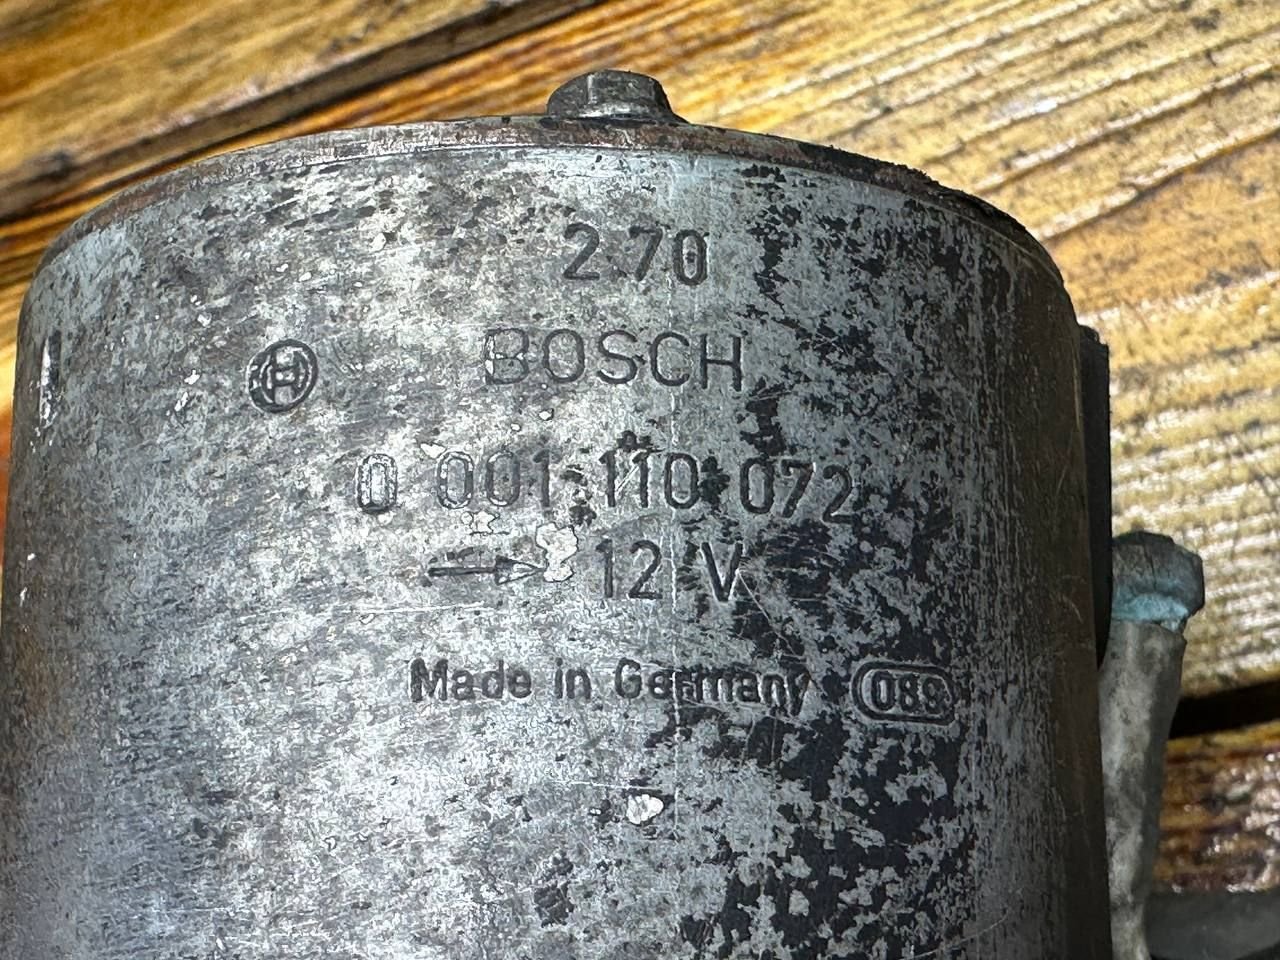 2.70
BOSCH
0 001 110 072
12 V
Made in Germany 089